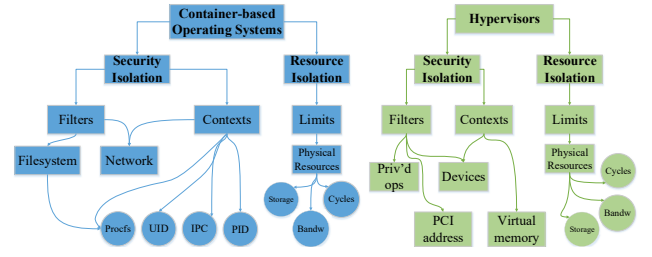 Container-based
Operating Systems
Security
Isolation
Resource
Isolation
Filters
Contexts
Limits
Filesystem
Network
Physical
Resources
Storage
Cycles
Bandw
Procfs
UID
IPC
PID
Hypervisors
Security
Isolation
Resource
Isolation
Filters
Contexts
Limits
Priv'd
ops
Devices
Physical
Resources
Cycles
Bandw
Storage
PCI
address
Virtual
memory